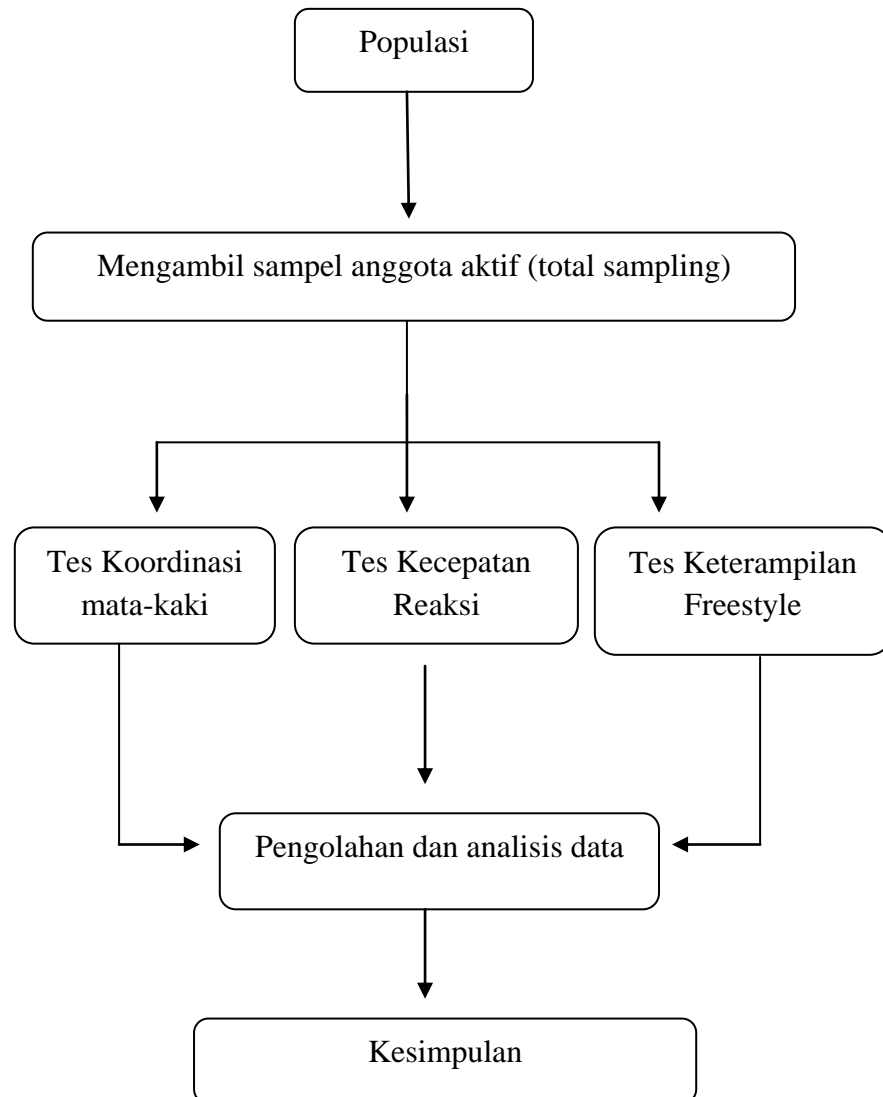 Populasi
Mengambil sampel anggota aktif (total sampling)
Tes Koordinasi
mata-kaki
Tes Kecepatan
Reaksi
Tes Keterampilan
Freestyle
Pengolahan dan analisis data
Kesimpulan